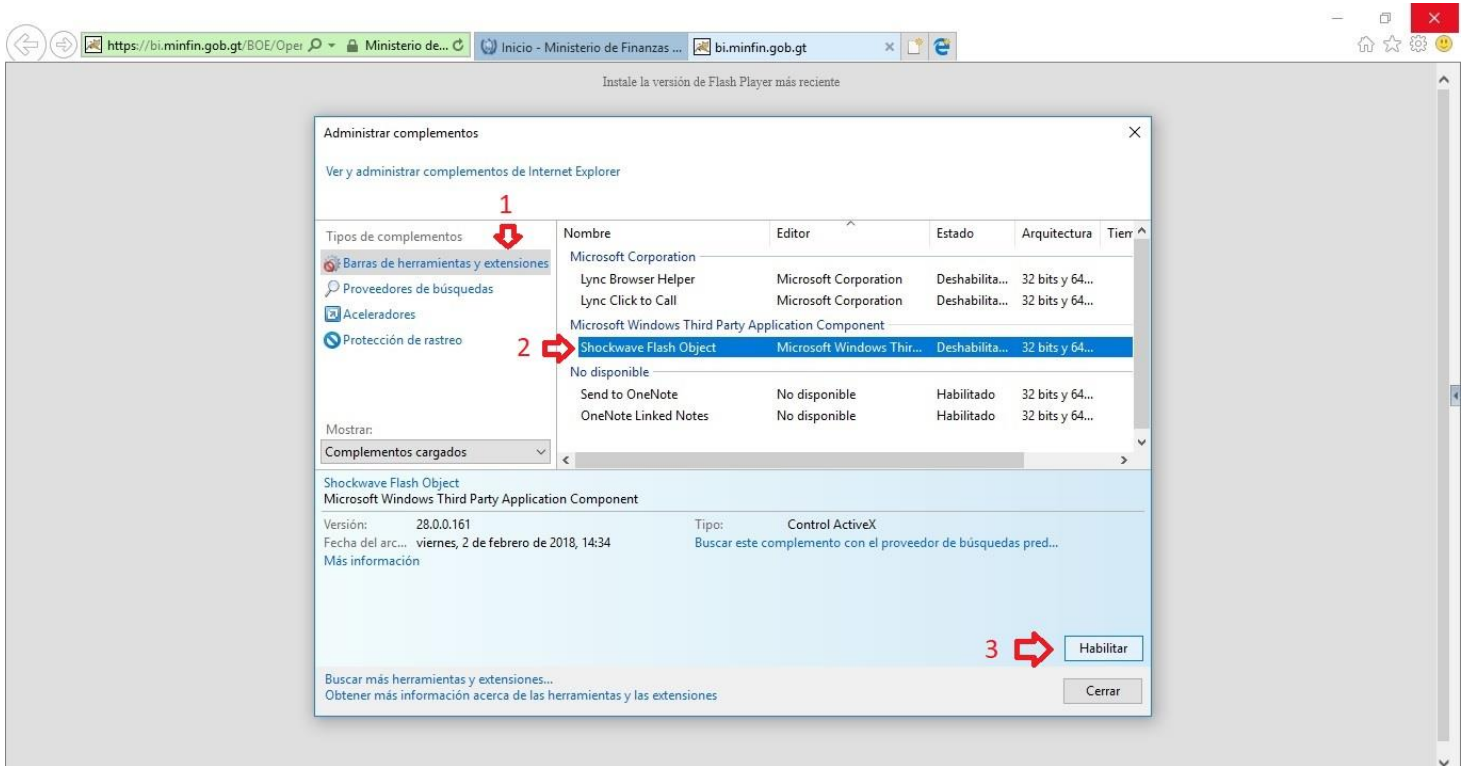 https://bi.minfin.gob.gt/BOE/Oper
Ministerio de...
Inicio - Ministerio de Finanzas ...
bi.minfin.gob.gt
Instale la versión de Flash Player más reciente
Administrar complementos
Ver y administrar complementos de Internet Explorer
1
Tipos de complementos
Barras de herramientas y extensiones
Proveedores de búsquedas
Aceleradores
Protección de rastreo
2
Mostrar:
Complementos cargados
Nombre Editor Estado Arquitectura Tiem
Microsoft Corporation
Lync Browser Helper Microsoft Corporation Deshabilita... 32 bits y 64...
Lync Click to Call Microsoft Corporation Deshabilita... 32 bits y 64...
Microsoft Windows Third Party Application Component
Shockwave Flash Object Microsoft Windows Thir... Deshabilita... 32 bits y 64...
No disponible
Send to OneNote No disponible Habilitado 32 bits y 64...
OneNote Linked Notes No disponible Habilitado 32 bits y 64...
Shockwave Flash Object
Microsoft Windows Third Party Application Component
Versión: 28.0.0.161 Tipo: Control ActiveX
Fecha del arc... viernes, 2 de febrero de 2018, 14:34 Buscar este complemento con el proveedor de búsquedas pred...
Más información
3
Habilitar
Buscar más herramientas y extensiones...
Obtener más información acerca de las herramientas y las extensiones
Cerrar